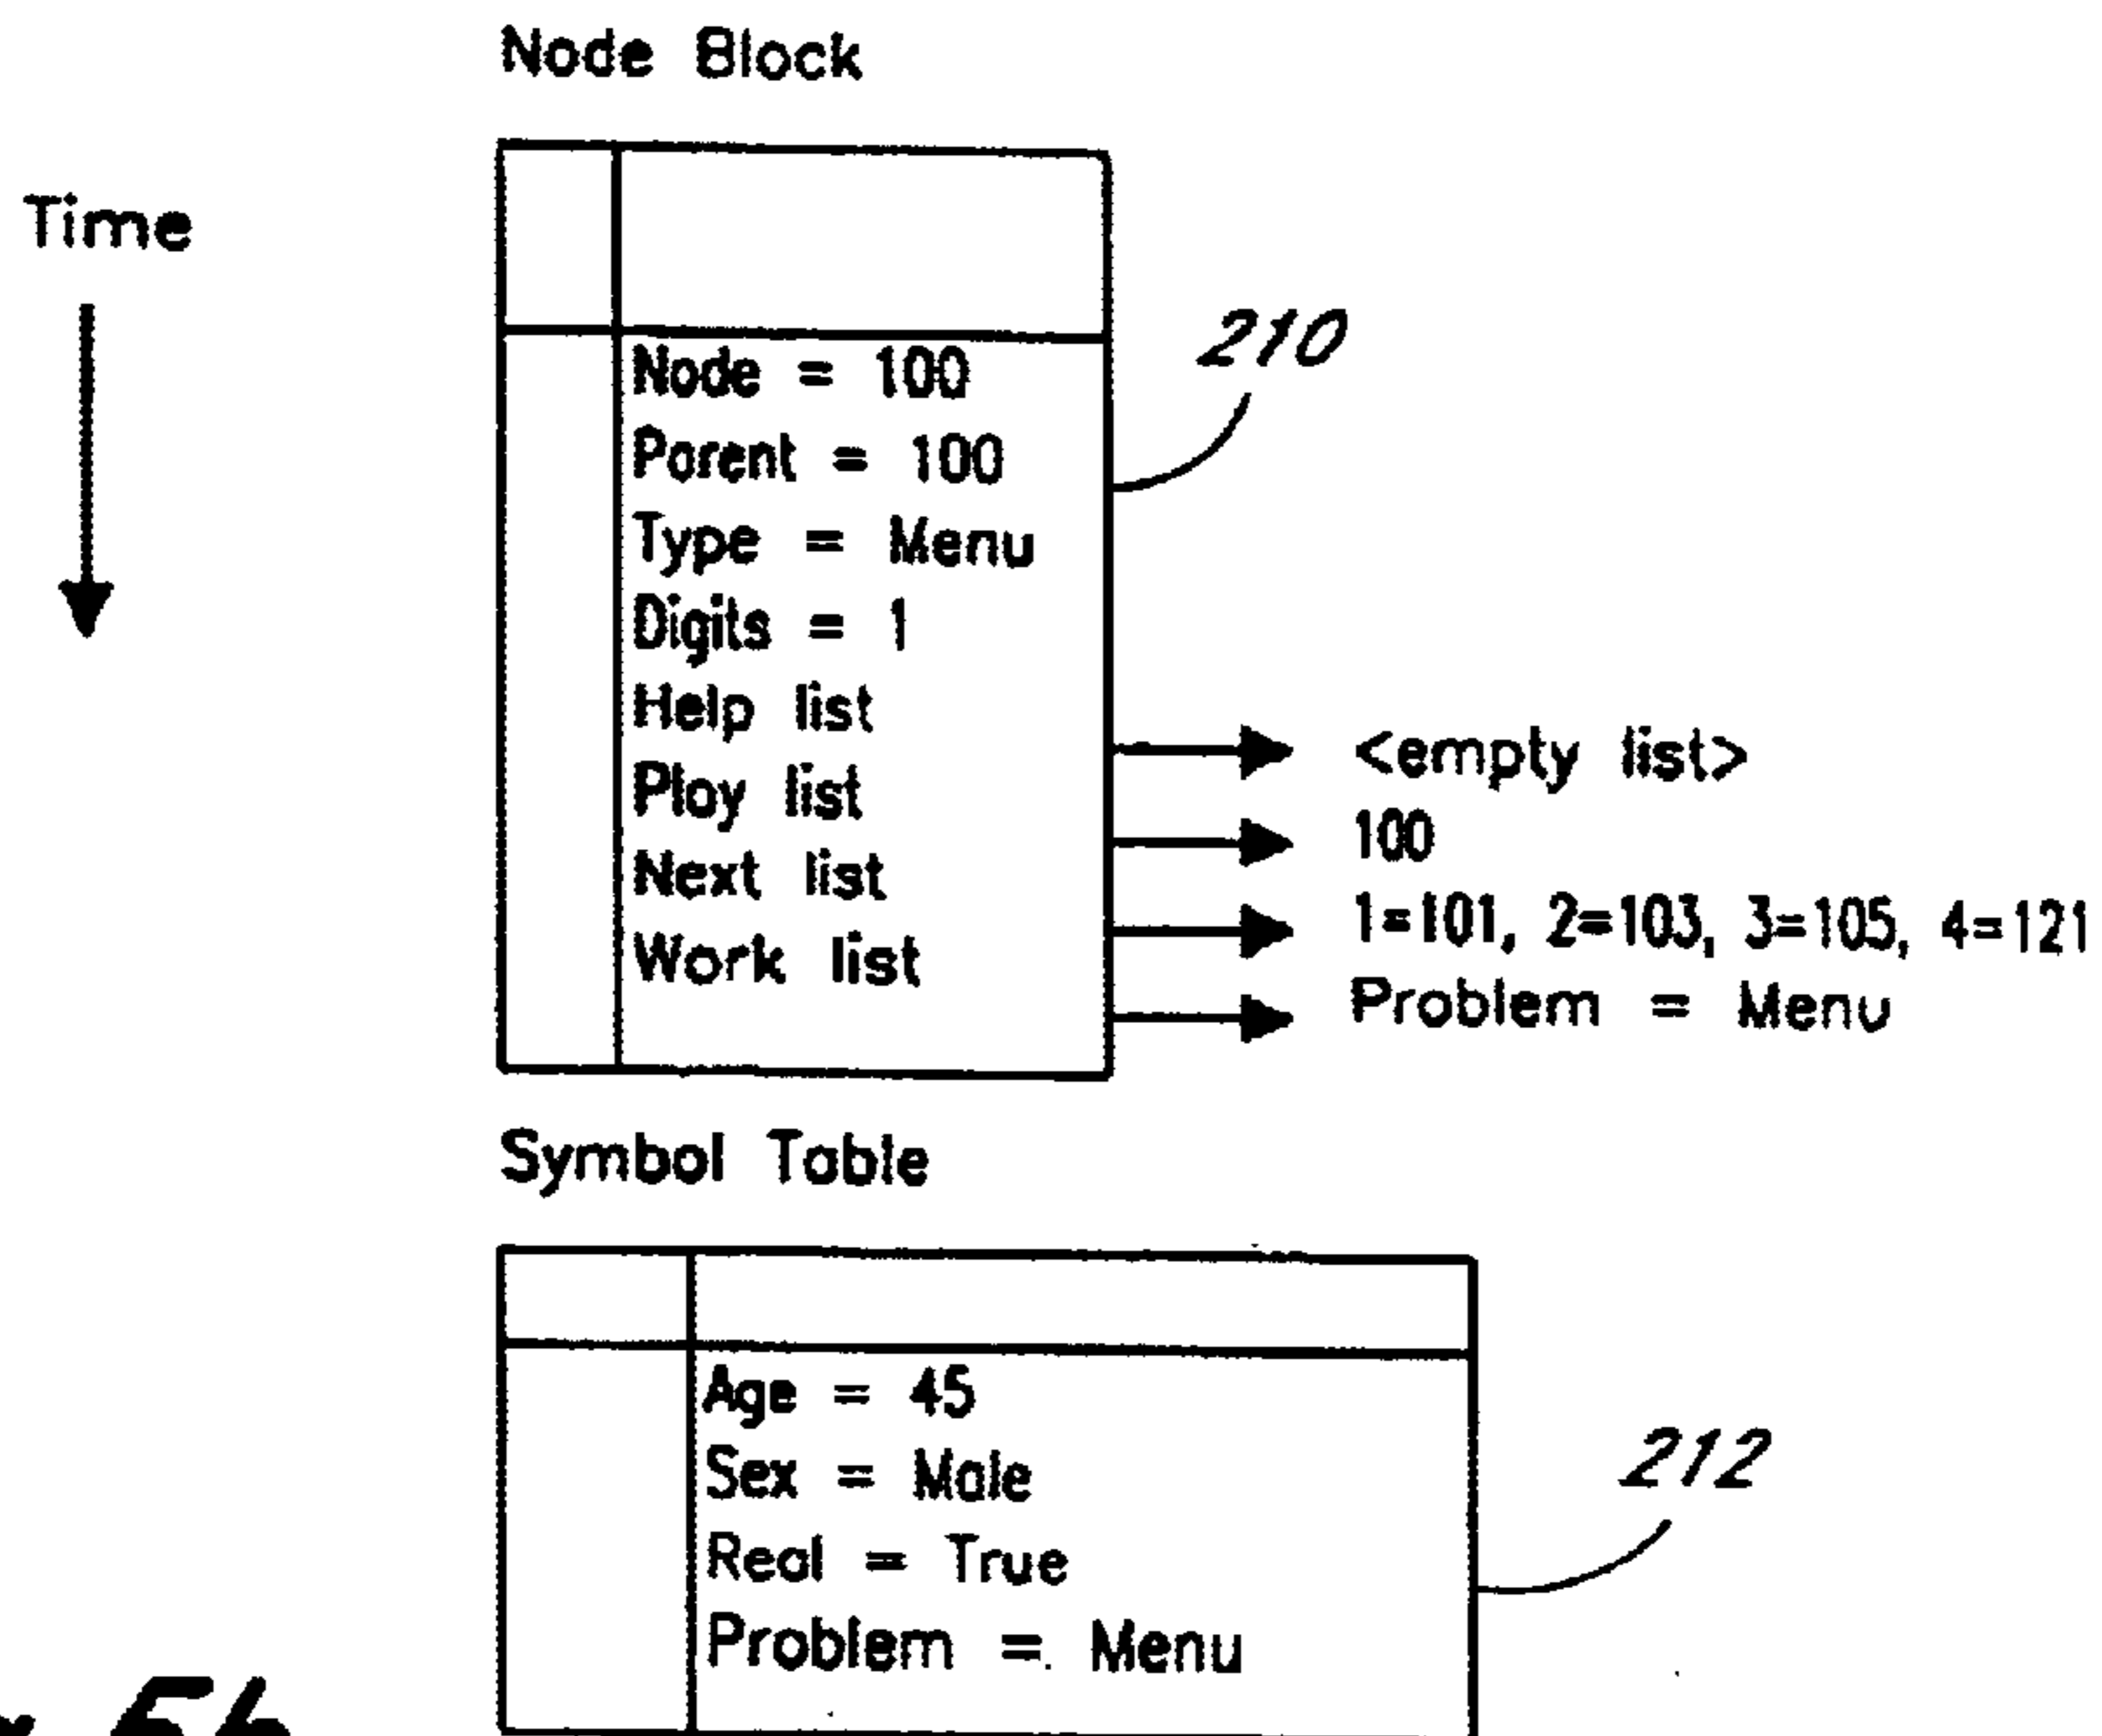 Node Block
Time
210
Node = 100
Parent = 100
Type = Menu
Digits = 1
Help list
<empty list>
Play list
100
Next list
1=101, 2=103, 3=105, 4=121
Work list
Problem = Menu
Symbol Table
Age = 45
Sex = Male
212
Real = True
Problem = Menu
5b